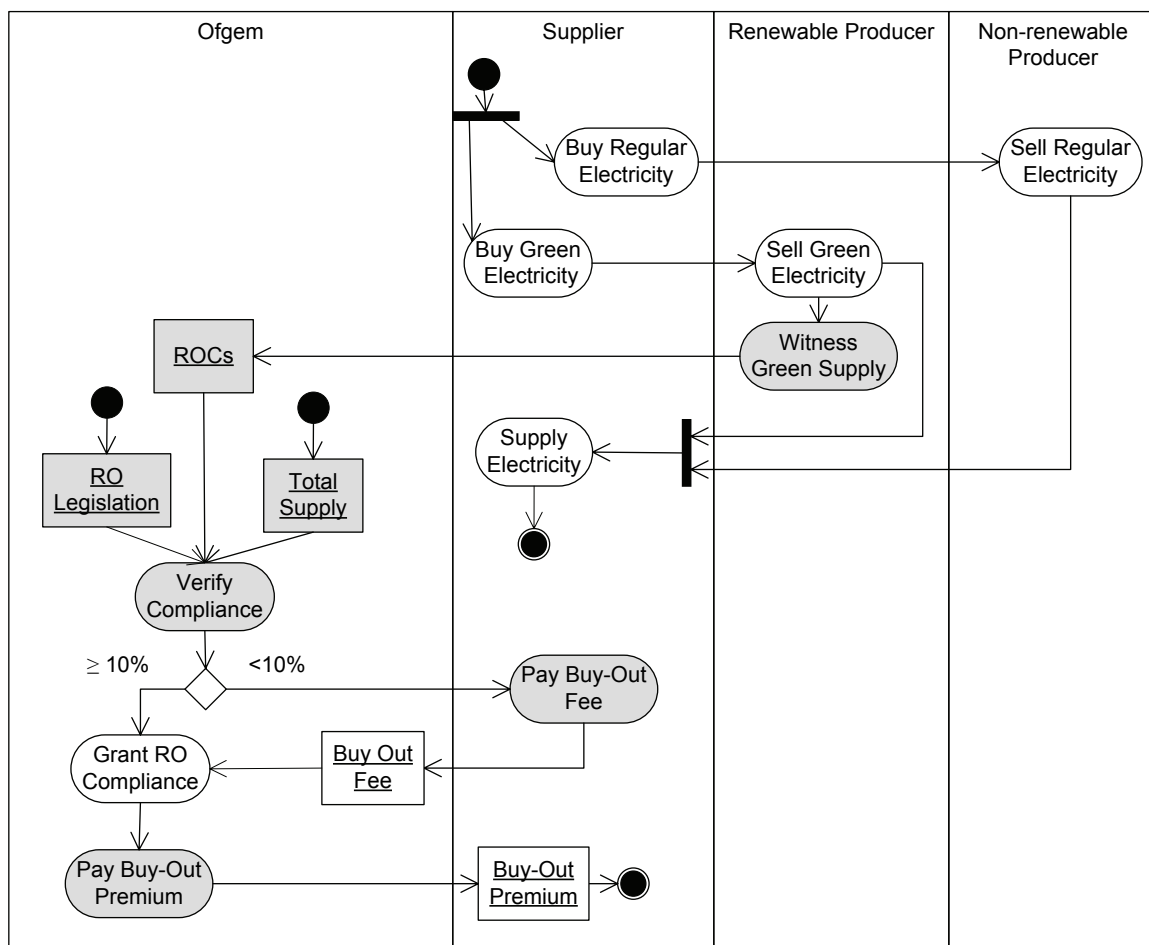 Ofgem
Supplier
Renewable Producer
Non-renewable
Producer
Buy Regular
Electricity
Sell Regular
Electricity
Buy Green
Electricity
Sell Green
Electricity
ROCs
Witness
Green Supply
RO
Legislation
Total
Supply
Supply
Electricity
Verify
Compliance
≥ 10%
<10%
Pay Buy-Out
Fee
Grant RO
Compliance
Buy Out
Fee
Pay Buy-Out
Premium
Buy-Out
Premium